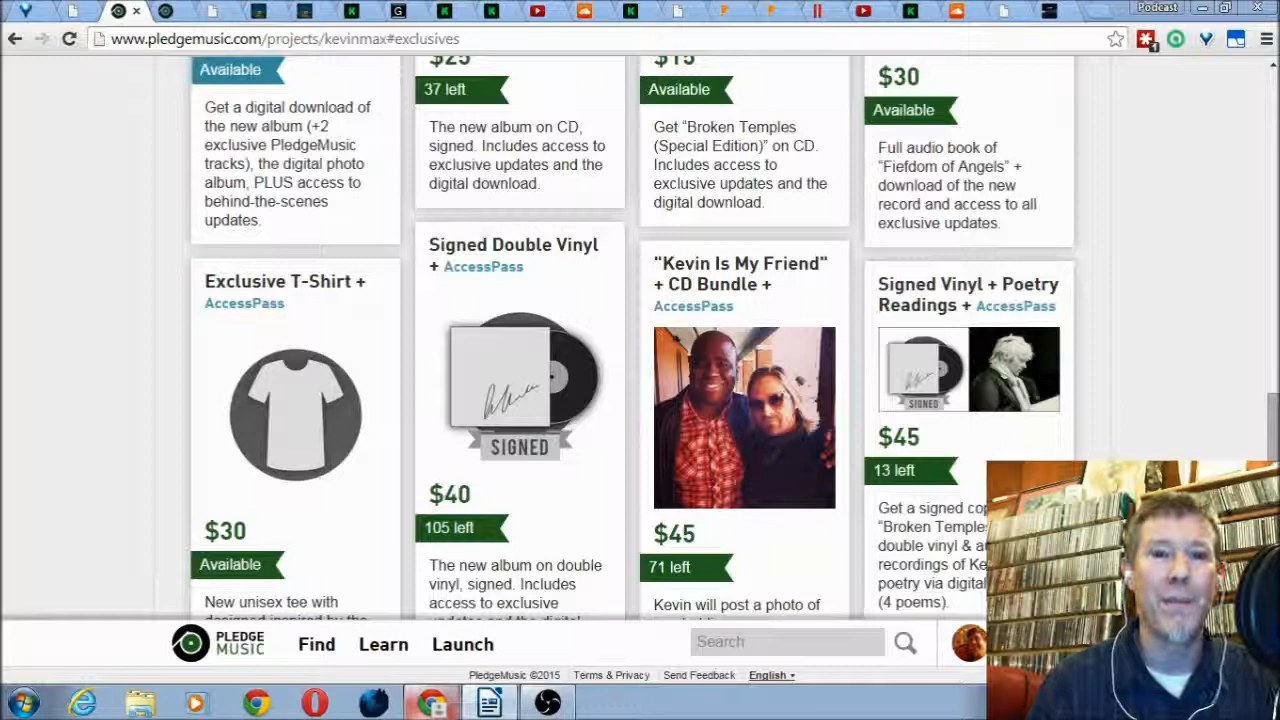 Podcast
www.pledgemusic.com/projects/kevinmax#exclusives
Available
Get a digital download of
the new album (+2
exclusive PledgeMusic
tracks), the digital photo
album, PLUS access to
behind-the-scenes
updates.
Exclusive T-Shirt +
AccessPass
$30
Available
New unisex tee with
$25
37 left
The new album on CD,
signed. Includes access to
exclusive updates and the
digital download.
Signed Double Vinyl
+ AccessPass
SIGNED
$40
105 left
The new album on double
vinyl, signed. Includes
access to exclusive
$15
Available
Get “Broken Temples
(Special Edition)” on CD.
Includes access to
exclusive updates and the
digital download.
"Kevin Is My Friend"
+ CD Bundle +
AccessPass
$45
71 left
Kevin will post a photo of
$30
Available
Full audio book of
“Fiefdom of Angels” +
download of the new
record and access to all
exclusive updates.
Signed Vinyl + Poetry
Readings + AccessPass
SIGNED
$45
13 left
Get a signed
“Broken
double vinyl &
recordings of
poetry via digital
(4 poems).
PLEDGE
MUSIC
Find Learn Launch
Search
PledgeMusic ©2015 Terms & Privacy Send Feedback English